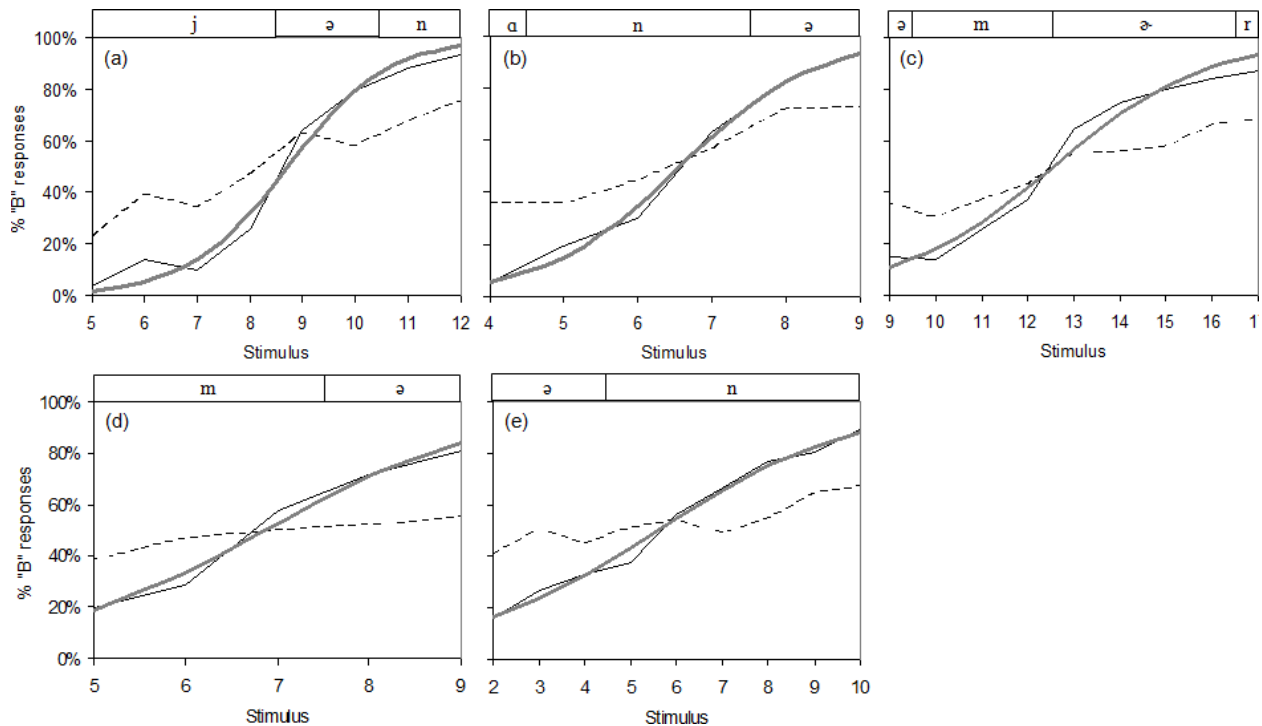 j ə n
ɑ n ə
ə m ɚ r
100%
80%
60%
40%
20%
0%
% "B" responses
(a)
5 6 7 8 9 10 11 12
Stimulus
(b)
4 5 6 7 8 9
Stimulus
(c)
9 10 11 12 13 14 15 16 1
Stimulus
m ə
ə n
100%
80%
60%
40%
20%
0%
% "B" responses
(d)
5 6 7 8 9
Stimulus
(e)
2 3 4 5 6 7 8 9 10
Stimulus